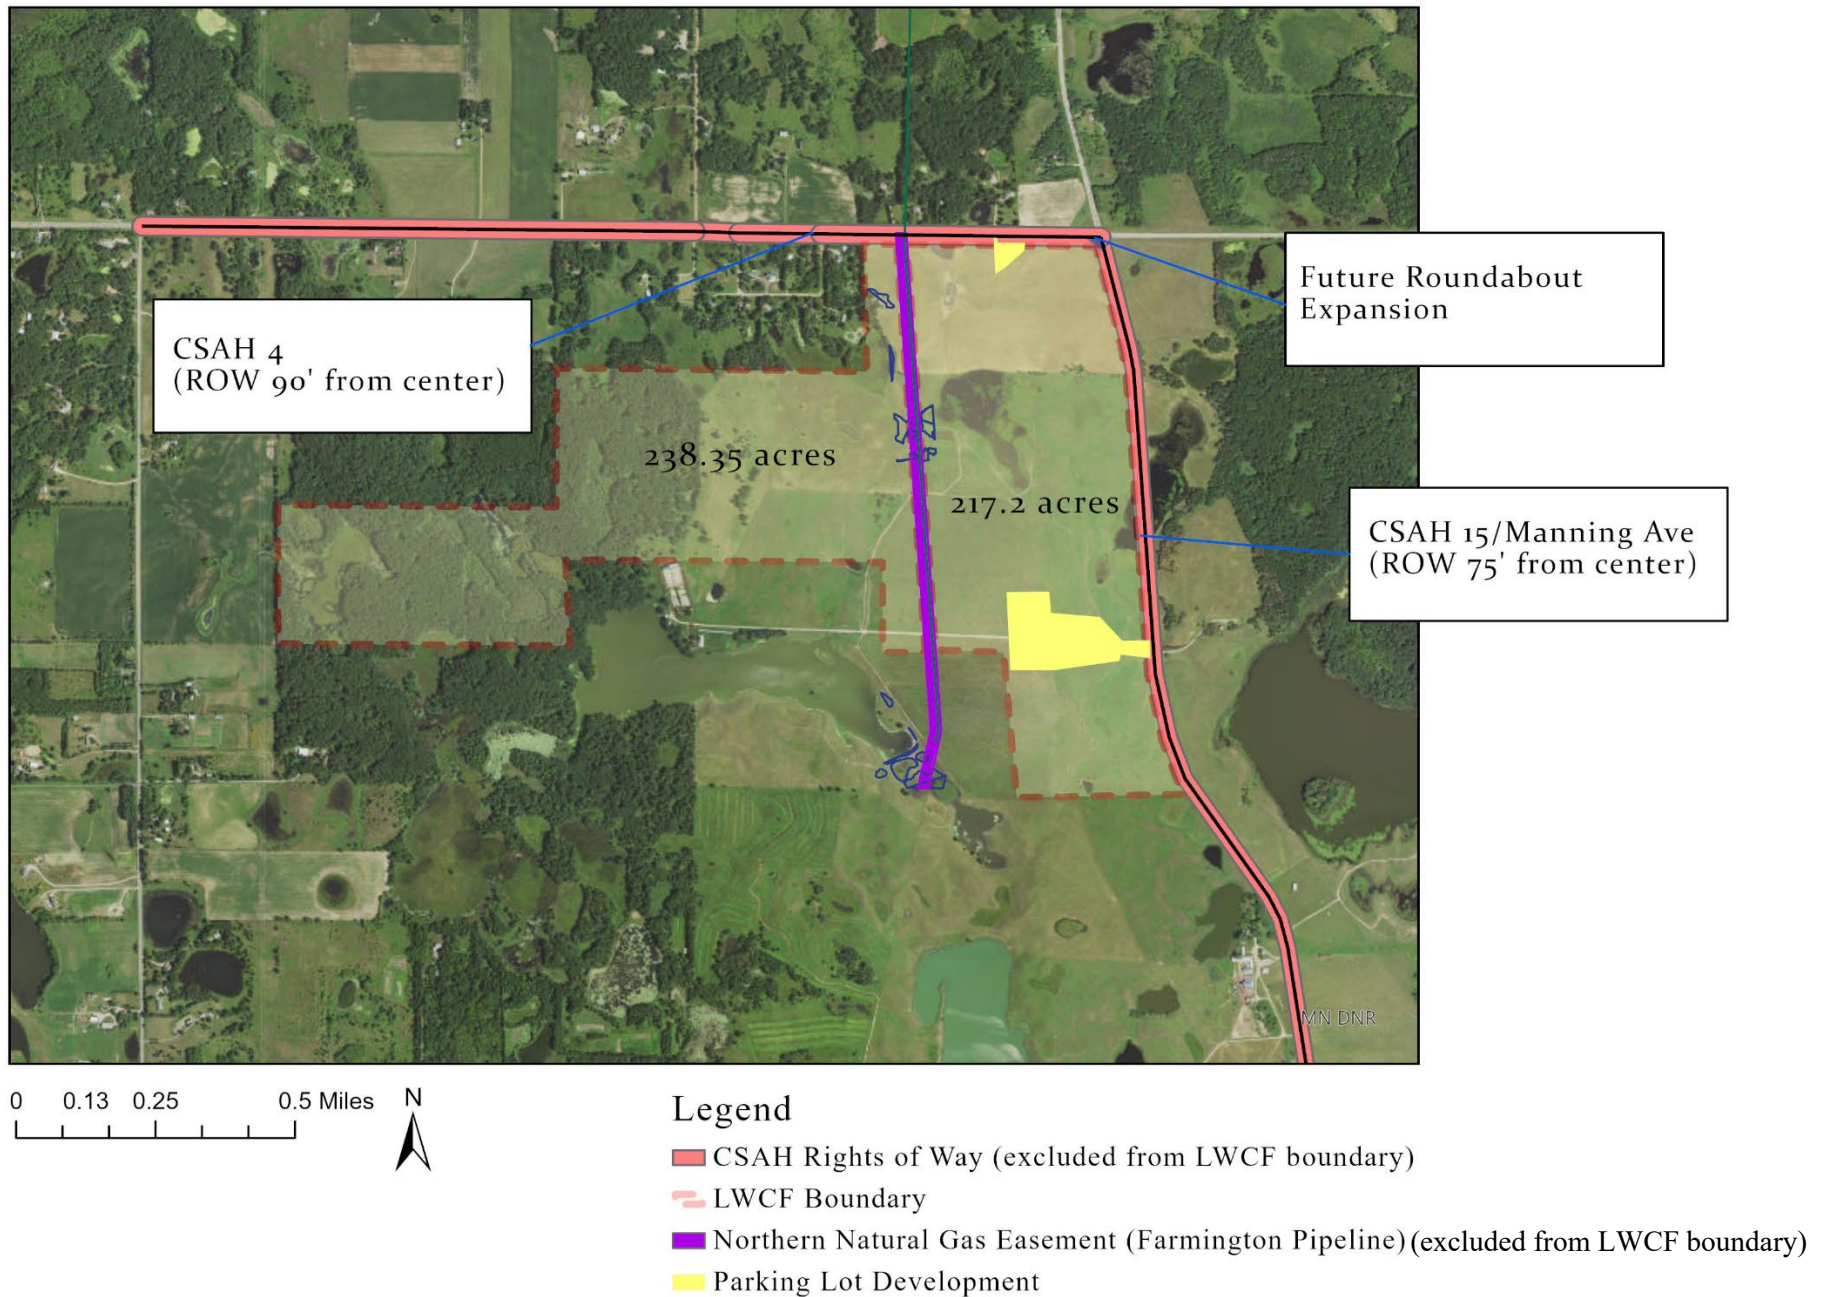 CSAH 4
(ROW 90' from center)
Future Roundabout
Expansion
238.35 acres
217.2 acres
CSAH 15/Manning Ave
(ROW 75' from center)
MN DNR
0 0.13 0.25 0.5 Miles
N
Legend
CSAH Rights of Way (excluded from LWCF boundary)
LWCF Boundary
Northern Natural Gas Easement (Farmington Pipeline) (excluded from LWCF boundary)
Parking Lot Development